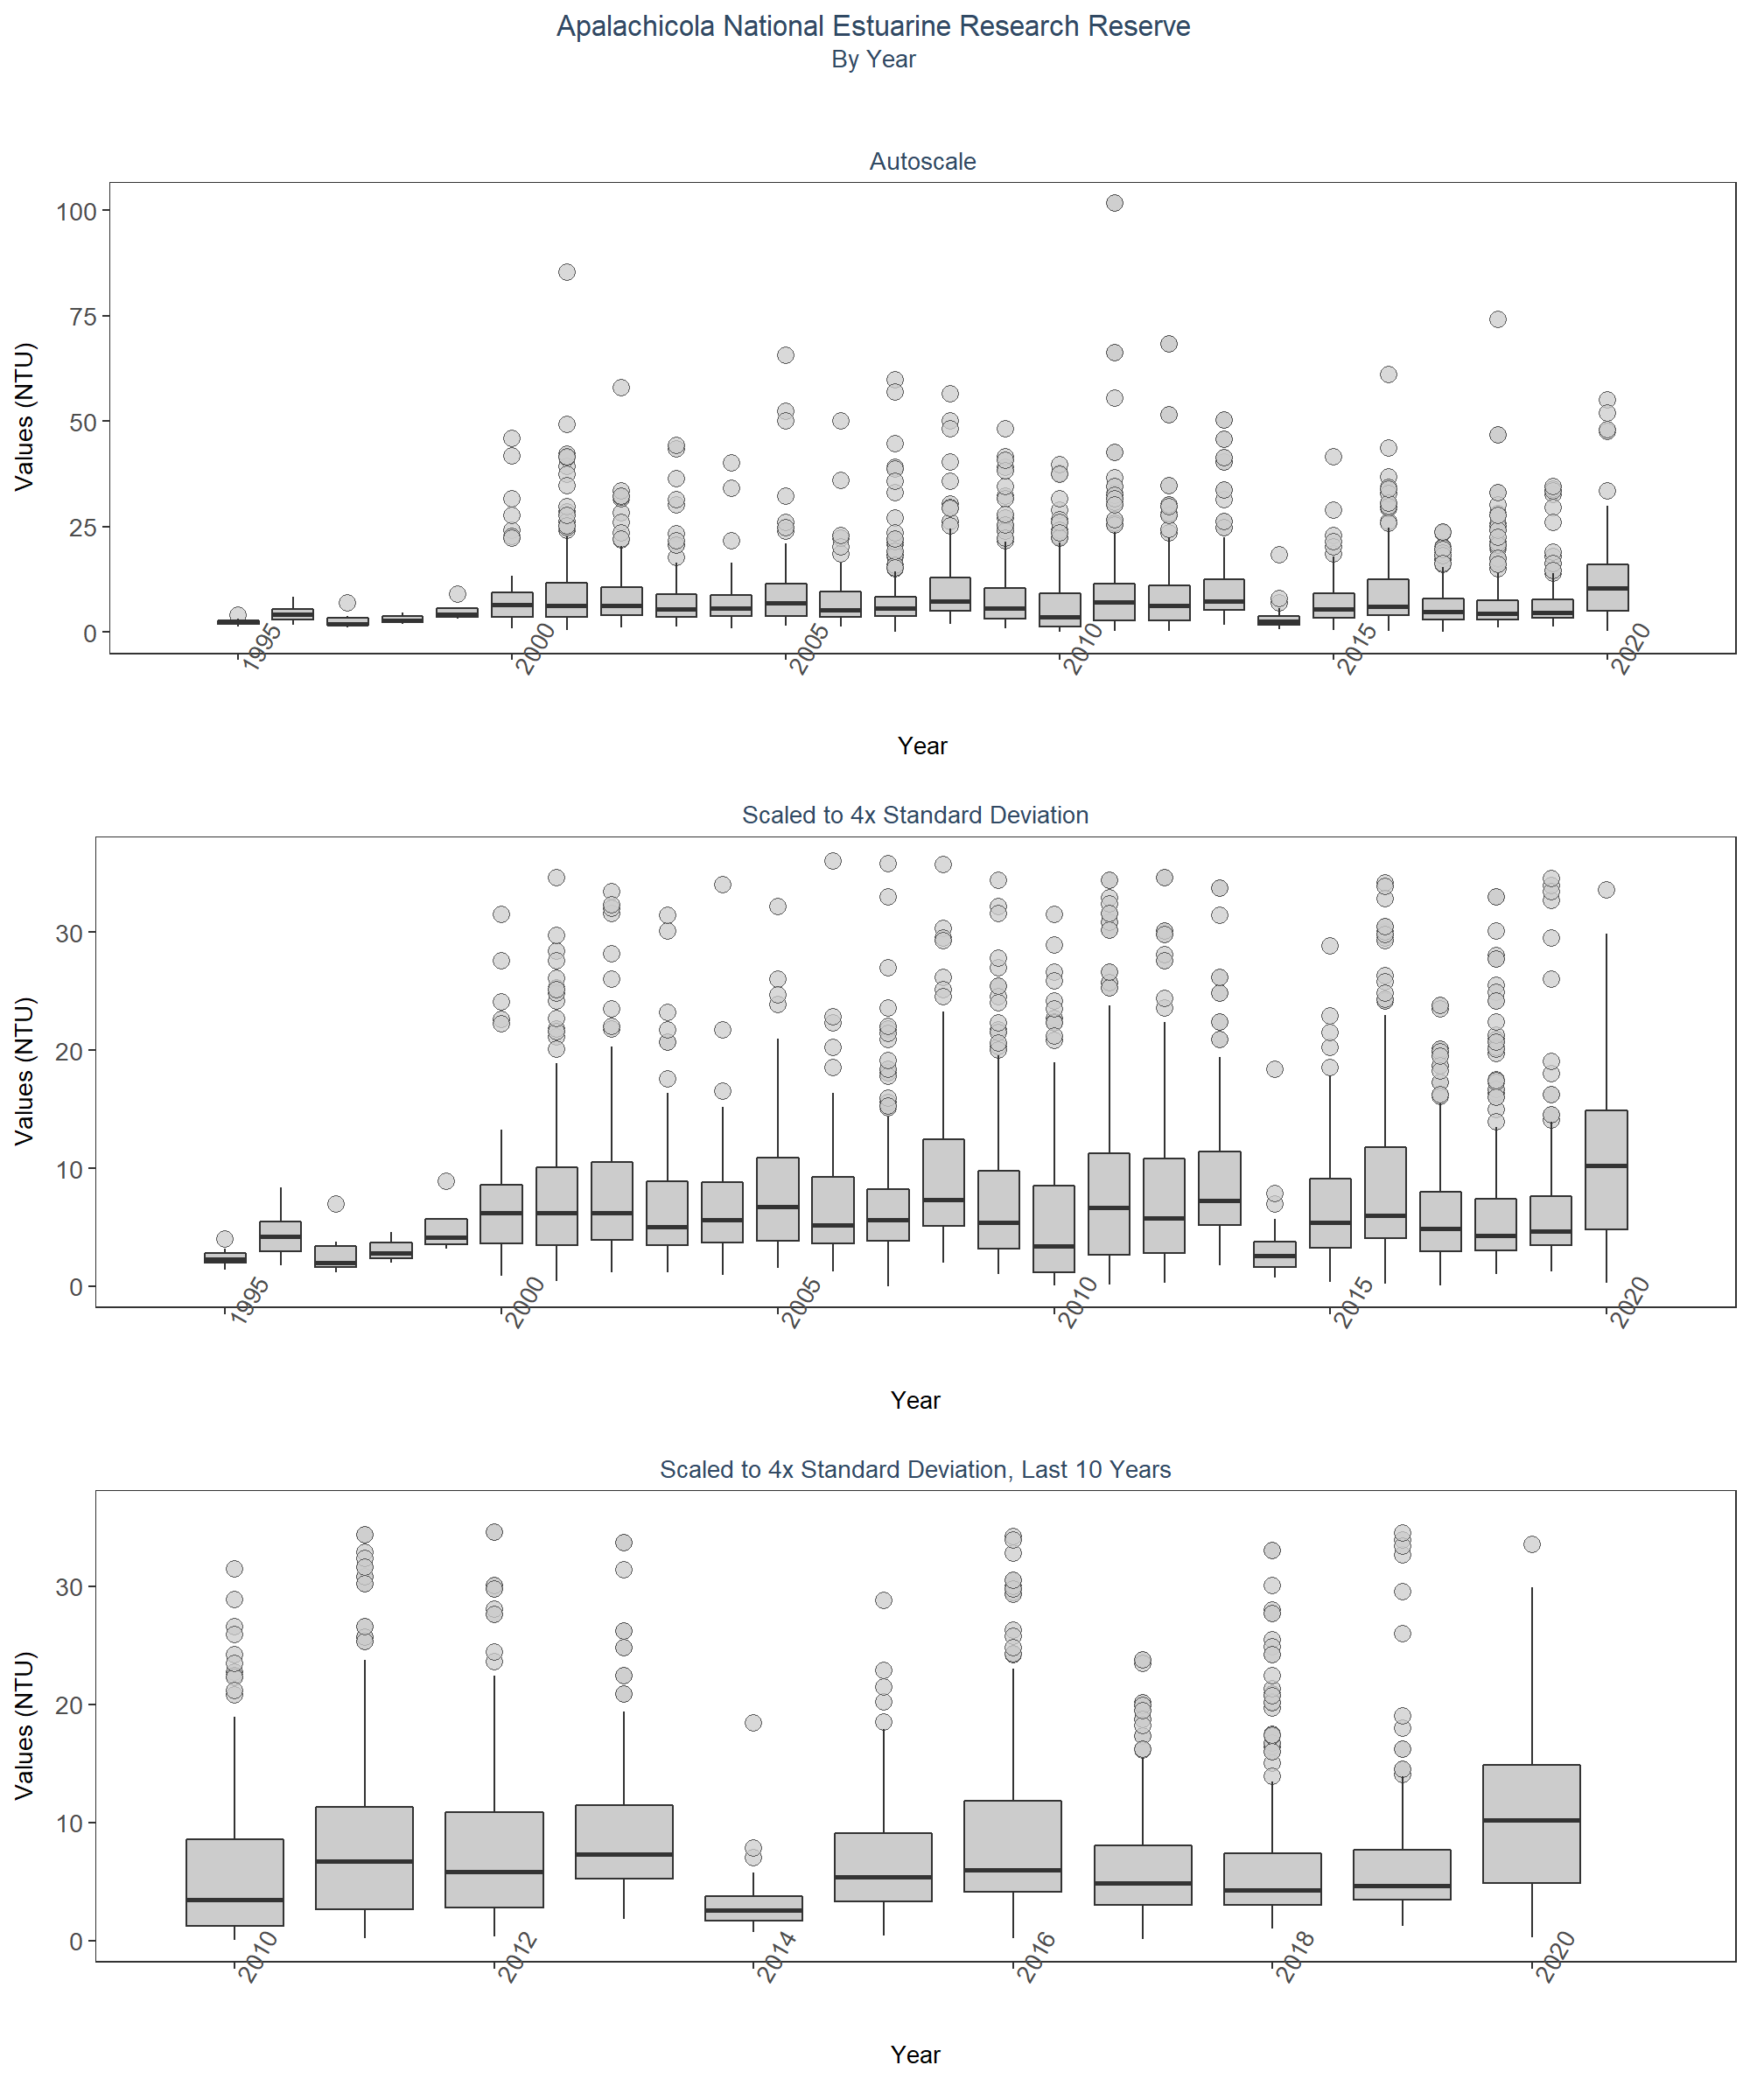 Apalachicola National Estuarine Research Reserve
By Year
Autoscale
Values (NTU)
100
75
50
25
0
1995
2000
2005
2010
2015
2020
Year
Scaled to 4x Standard Deviation
Values (NTU)
30
20
10
0
1995
2000
2005
2010
2015
2020
Year
Scaled to 4x Standard Deviation, Last 10 Years
Values (NTU)
30
20
10
0
2010
2012
2014
2016
2018
2020
Year